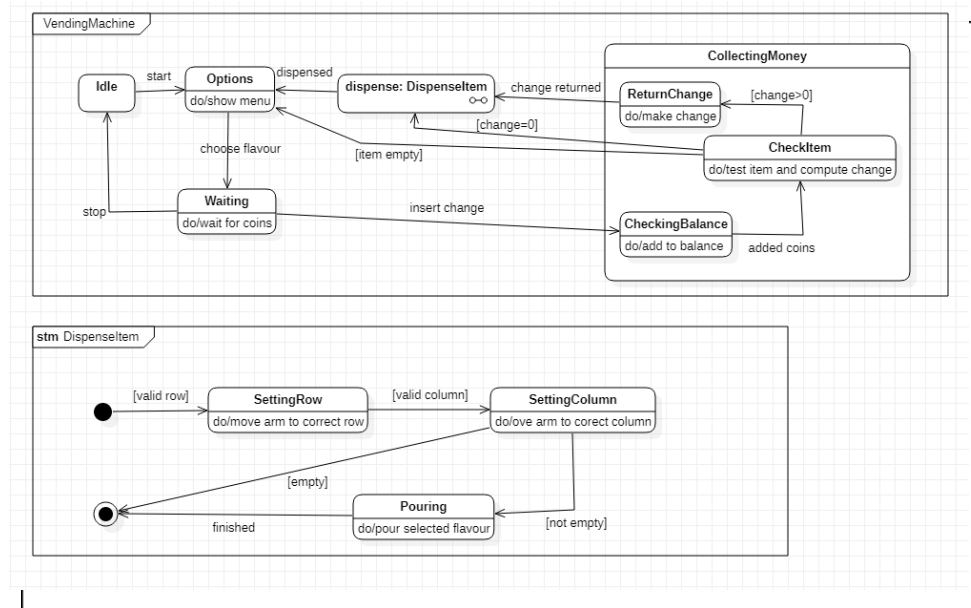 VendingMachine
CollectingMoney
Idle
start
Options
do/show menu
dispensed
dispense: DispenseItem
change returned
ReturnChange
do/make change
[change>0]
[change=0]
CheckItem
do/test item and compute change
choose flavour
[item empty]
Waiting
do/wait for coins
stop
insert change
CheckingBalance
do/add to balance
added coins
stm DispenseItem
[valid row]
SettingRow
do/move arm to correct row
[valid column]
SettingColumn
do/ove arm to corect column
[empty]
Pouring
do/pour selected flavour
[not empty]
finished